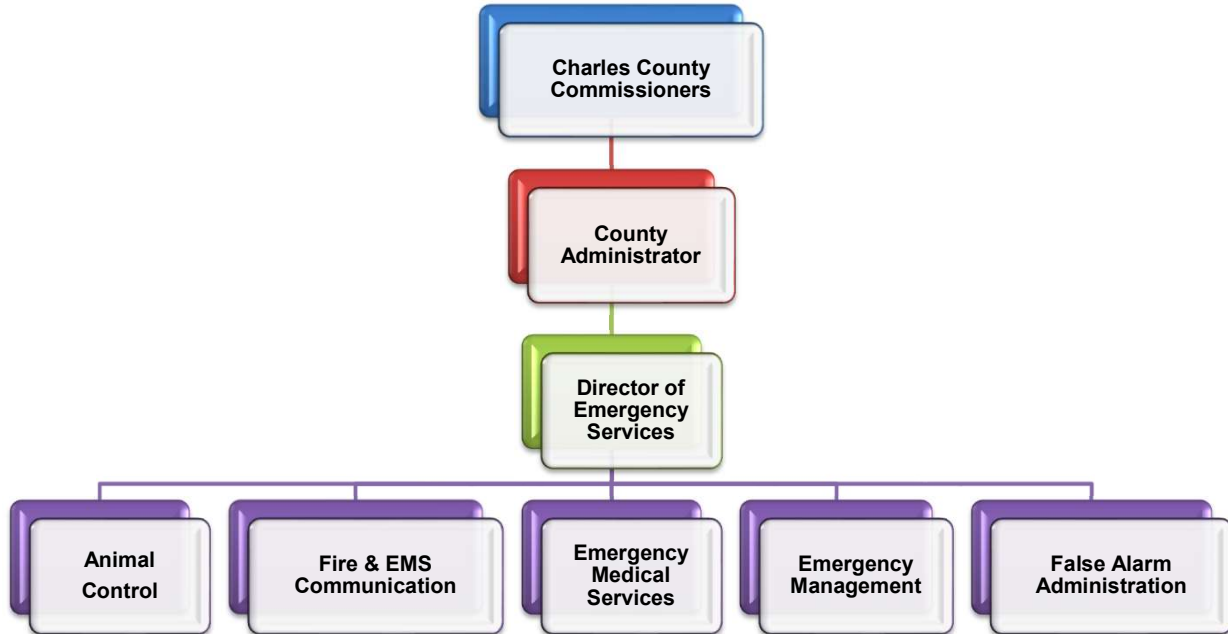 Charles County
Commissioners
County
Administrator
Director of
Emergency
Services
Animal
Control
Fire & EMS
Communication
Emergency
Medical
Services
Emergency
Management
False Alarm
Administration